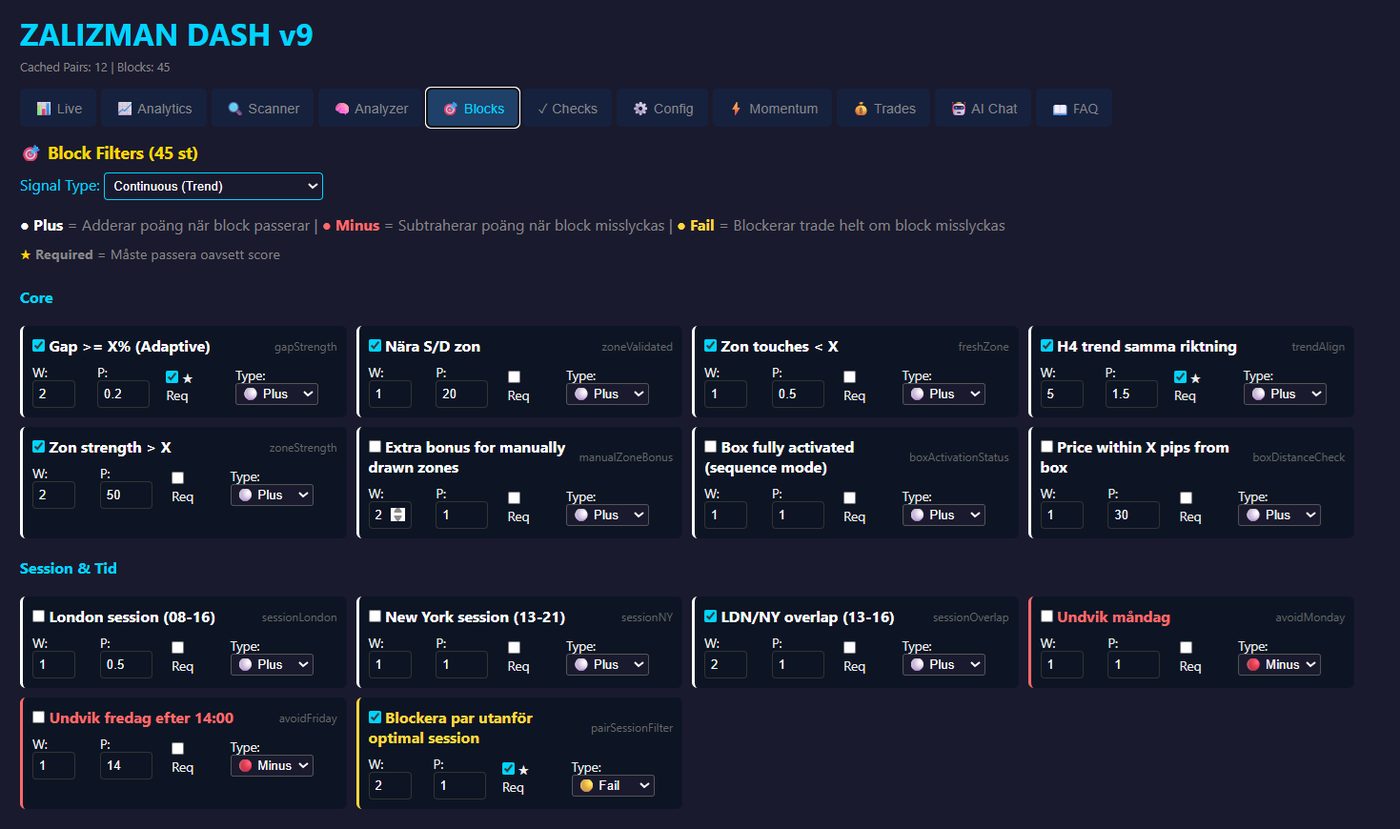 ZALIZMAN DASH v9
Cached Pairs: 12 | Blocks: 45
Live
Analytics
Scanner
Analyzer
Blocks
✓ Checks
Config
Momentum
Trades
AI Chat
FAQ
Block Filters (45 st)
Signal Type: Continuous (Trend)
● Plus = Adderar poäng när block passerar | ● Minus = Subtraherar poäng när block misslyckas | ● Fail = Blockerar trade helt om block misslyckas
★ Required = Måste passera oavsett score
Core
Gap >= X% (Adaptive) gapStrength
W: P: ★ Req Type:
2 0.2 Plus
Nära S/D zon zoneValidated
W: P: Req Type:
1 20 Plus
Zon touches < X freshZone
W: P: Req Type:
1 0.5 Plus
H4 trend samma riktning trendAlign
W: P: ★ Req Type:
5 1.5 Plus
Zon strength > X zoneStrength
W: P: Req Type:
2 50 Plus
Extra bonus for manually
drawn zones manualZoneBonus
W: P: Req Type:
2 1 Plus
Box fully activated
(sequence mode) boxActivationStatus
W: P: Req Type:
1 1 Plus
Price within X pips from
box boxDistanceCheck
W: P: Req Type:
1 30 Plus
Session & Tid
London session (08-16) sessionLondon
W: P: Req Type:
1 0.5 Plus
New York session (13-21) sessionNY
W: P: Req Type:
1 1 Plus
LDN/NY overlap (13-16) sessionOverlap
W: P: Req Type:
2 1 Plus
Undvik måndag avoidMonday
W: P: Req Type:
1 1 Minus
Undvik fredag efter 14:00 avoidFriday
W: P: Req Type:
1 14 Minus
Blockera par utanför
optimal session pairSessionFilter
W: P: ★ Req Type:
2 1 Fail